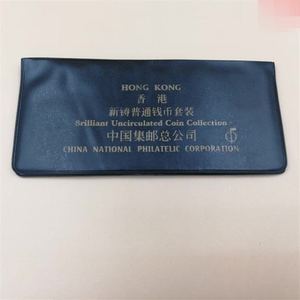 HONG KONG
香港
新铸普通钱币套装
Brilliant Uncirculated Coin Collection
中国集邮总公司
CHINA NATIONAL PHILATELIC CORPORATION